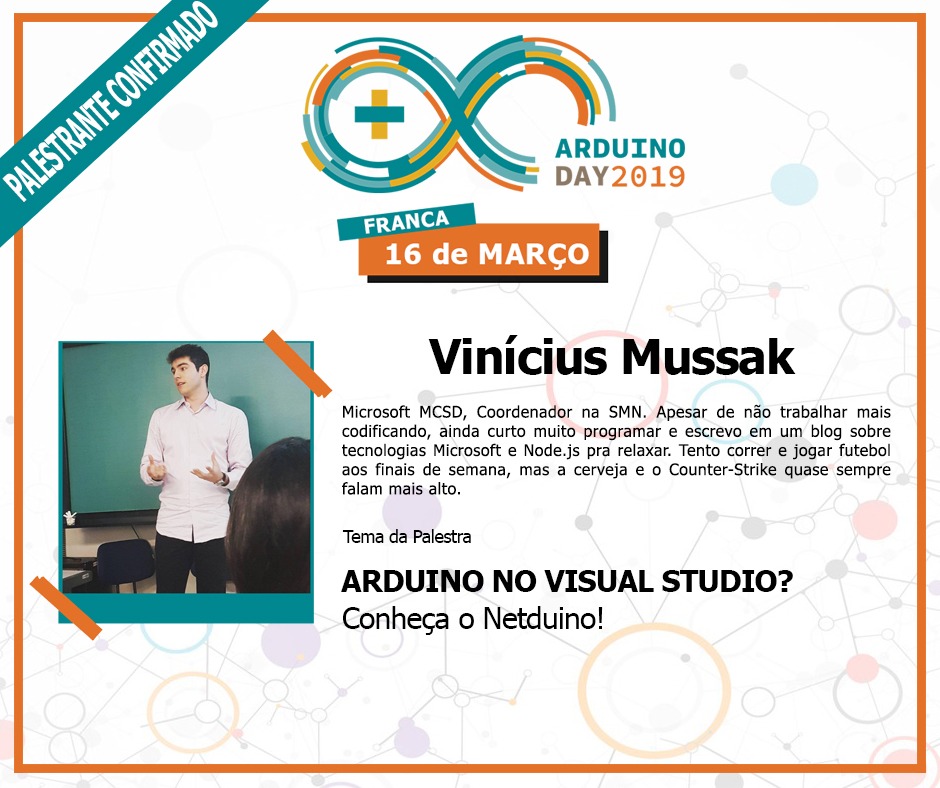 PALESTRANTE CONFIRMADO
ARDUINO
DAY2019
FRANCA
16 de MARÇO
Vinícius Mussak
Microsoft MCSD, Coordenador na SMN. Apesar de não trabalhar mais
codificando, ainda curto muito programar e escrevo em um blog sobre
tecnologias Microsoft e Node.js pra relaxar. Tento correr e jogar futebol
aos finais de semana, mas a cerveja e o Counter-Strike quase sempre
falam mais alto.
Tema da Palestra
ARDUINO NO VISUAL STUDIO?
Conheça o Netduino!